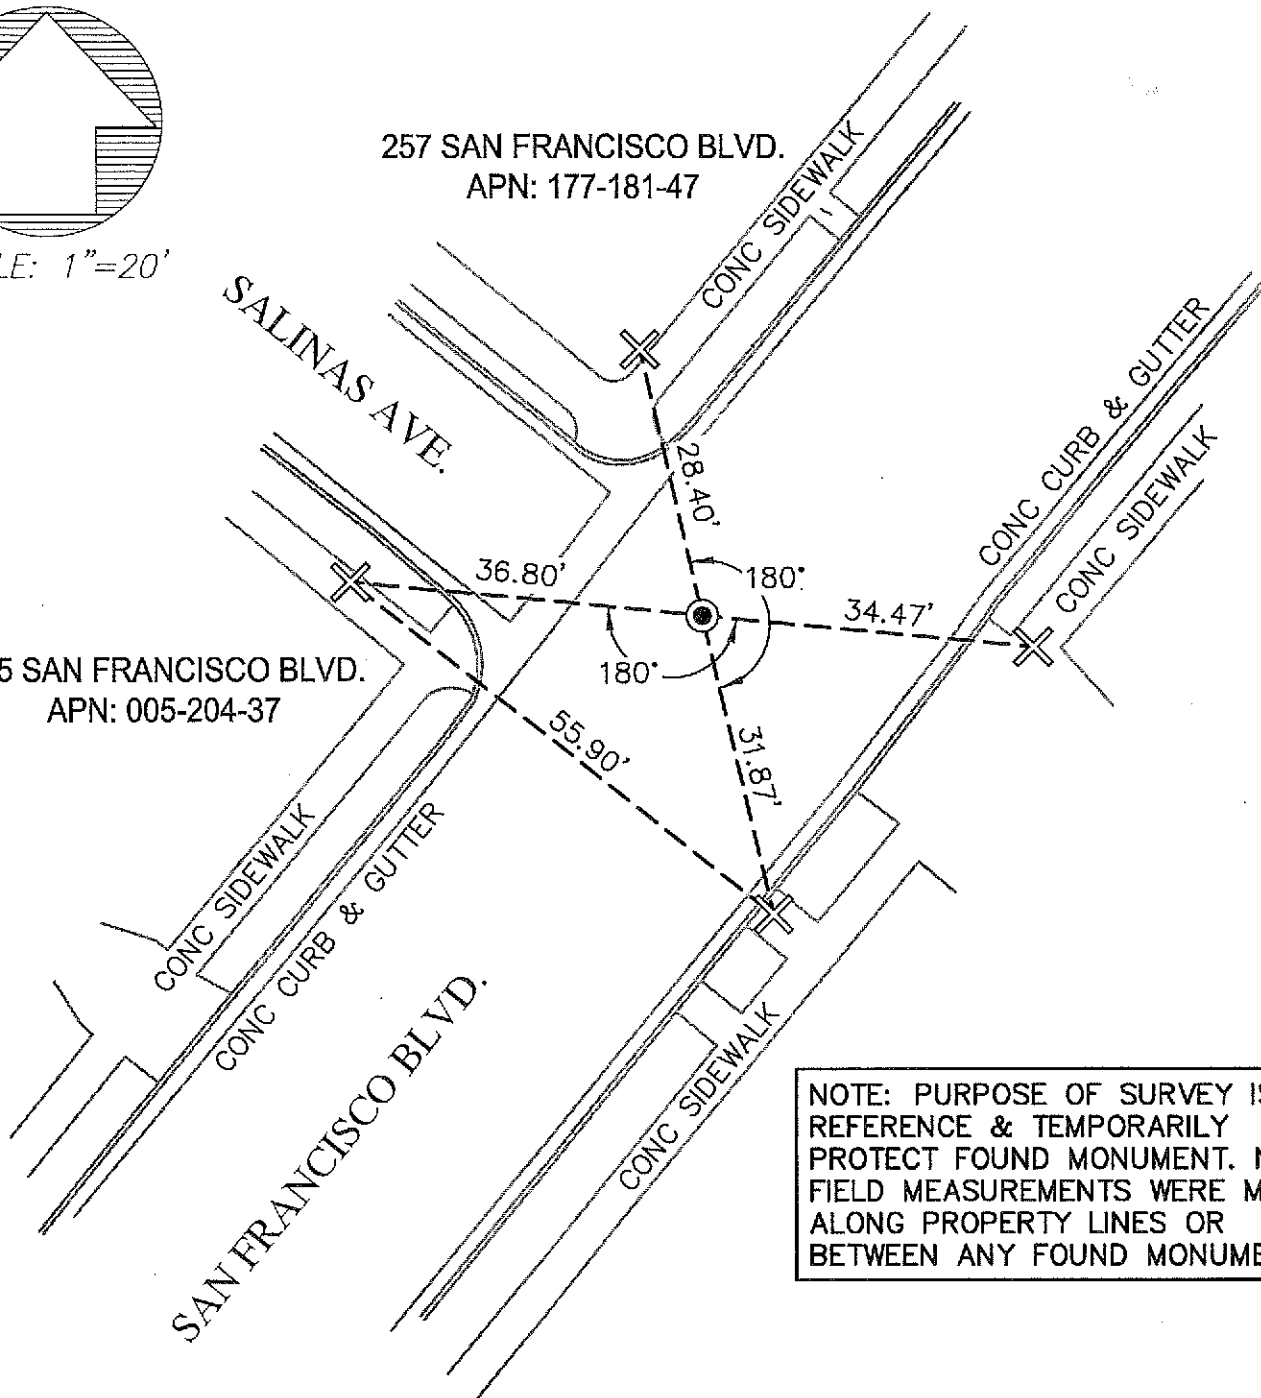 257 SAN FRANCISCO BLVD.
APN: 177-181-47
LE: 1"=20'
SALINAS AVE.
CONC SIDEWALK
CONC CURB & GUTTER
CONC SIDEWALK
28.40'
36.80'
180°
34.47'
180°
5 SAN FRANCISCO BLVD.
APN: 005-204-37
55.90'
31.87'
CONC SIDEWALK
CONC CURB & GUTTER
SAN FRANCISCO BLVD.
CONC SIDEWALK
NOTE: PURPOSE OF SURVEY IS
REFERENCE & TEMPORARILY
PROTECT FOUND MONUMENT. N
FIELD MEASUREMENTS WERE M
ALONG PROPERTY LINES OR
BETWEEN ANY FOUND MONUME